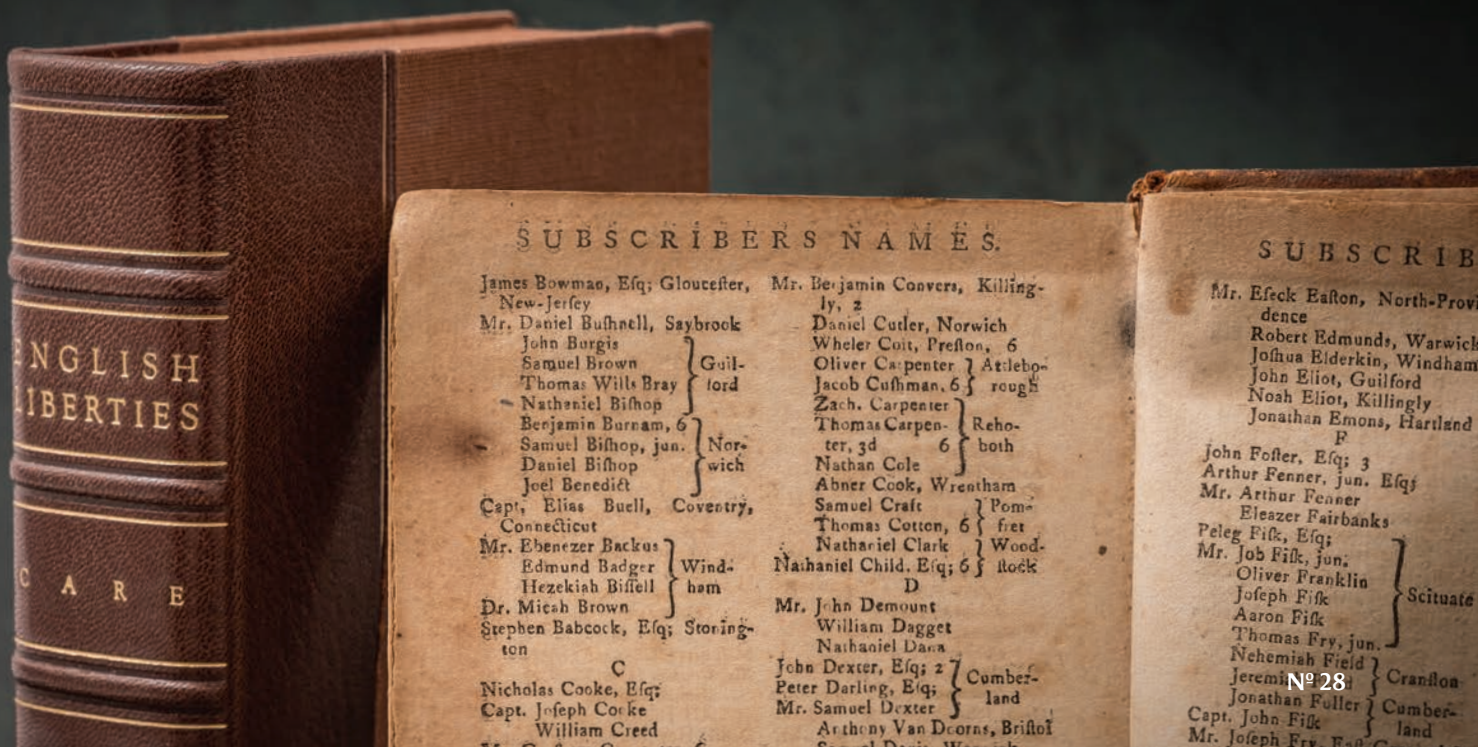 ENGLISH
LIBERTIES
CARE
SUBSCRIBERS NAMES.
James Bowman, Eſq; Glouceſter,
New-Jerſey
Mr. Daniel Buſhnell, Saybrook
John Burgis
Samuel Brown
Thomas Wills Bray
Nathaniel Biſhop
Guil-
ford
Benjamin Burnam, 6
Samuel Biſhop, jun.
Daniel Biſhop
Joel Benedict
Nor-
wich
Capt. Elias Buell, Coventry,
Connecticut
Mr. Ebenezer Backus
Edmund Badger
Hezekiah Biſſell
Dr. Micah Brown
Wind-
ham
Stephen Babcock, Eſq; Stoning-
ton
C
Nicholas Cooke, Eſq;
Capt. Joſeph Cooke
William Creed
Mr. Benjamin Convers, Killing-
ly, 2
Daniel Cutler, Norwich
Wheler Coit, Preſton, 6
Oliver Carpenter
Jacob Cuſhman, 6
Attlebo-
rough
Zach. Carpenter
Thomas Carpen-
ter, 3d 6
Nathan Cole
Reho-
both
Abner Cook, Wrentham
Samuel Craft
Thomas Cotton, 6
Pom-
fret
Nathaniel Clark
Nathaniel Child, Eſq; 6
Wood-
ſtock
D
Mr. John Demount
William Dagget
Nathaniel Dana
John Dexter, Eſq; 2
Peter Darling, Eſq;
Mr. Samuel Dexter
Cumber-
land
Anthony Van Doorns, Briſtol
SUBSCRIB
Mr. Eſeck Eaſton, North-Provi
dence
Robert Edmunds, Warwick
Joſhua Elderkin, Windham
John Eliot, Guilford
Noah Eliot, Killingly
Jonathan Emons, Hartland
F
John Foſter, Eſq; 3
Arthur Fenner, jun. Eſq;
Mr. Arthur Fenner
Eleazer Fairbanks
Peleg Fiſk, Eſq;
Mr. Job Fiſk, jun.
Oliver Franklin
Joſeph Fiſk
Aaron Fiſk
Thomas Fry, jun.
Scituate
Nehemiah Field
Jeremi
Cranſton
Jonathan Fuller
Capt. John Fiſk
Cumber-
land
Mr. Joſeph Fry
Nº 28